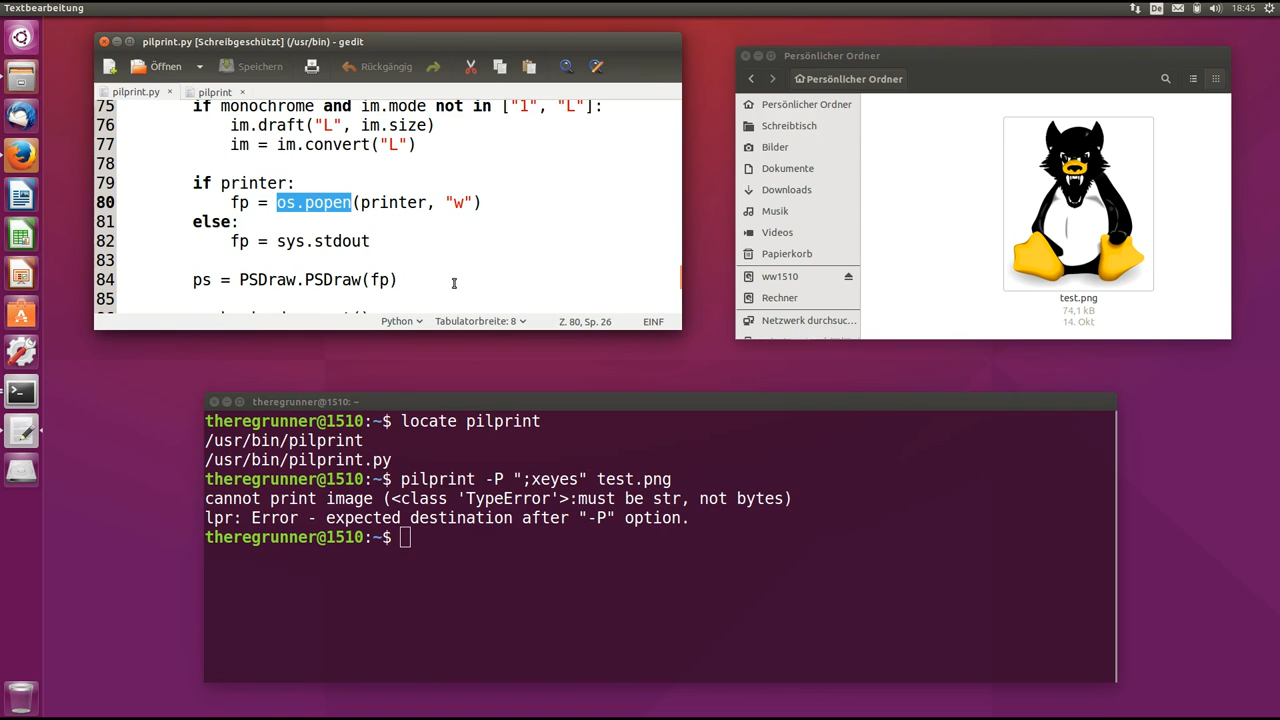 Textbearbeitung
De
18:45
pilprint.py [Schreibgeschützt] (/usr/bin) - gedit
Öffnen
Speichern
Rückgängig
pilprint.py ×
pilprint ×
75 if monochrome and im.mode not in ["1", "L"]:
76 im.draft("L", im.size)
77 im = im.convert("L")
78
79 if printer:
80 fp = os.popen(printer, "w")
81 else:
82 fp = sys.stdout
83
84 ps = PSDraw.PSDraw(fp)
85
Python
Tabulatorbreite: 8
Z. 80, Sp. 26
EINF
Persönlicher Ordner
Persönlicher Ordner
Persönlicher Ordner
Schreibtisch
Bilder
Dokumente
Downloads
Musik
Videos
Papierkorb
ww1510
Rechner
Netzwerk durchsuc...
test.png
74,1 kB
14. Okt
theregrunner@1510: ~
theregrunner@1510:~$ locate pilprint
/usr/bin/pilprint
/usr/bin/pilprint.py
theregrunner@1510:~$ pilprint -P ";xeyes" test.png
cannot print image (<class 'TypeError'>:must be str, not bytes)
lpr: Error - expected destination after "-P" option.
theregrunner@1510:~$